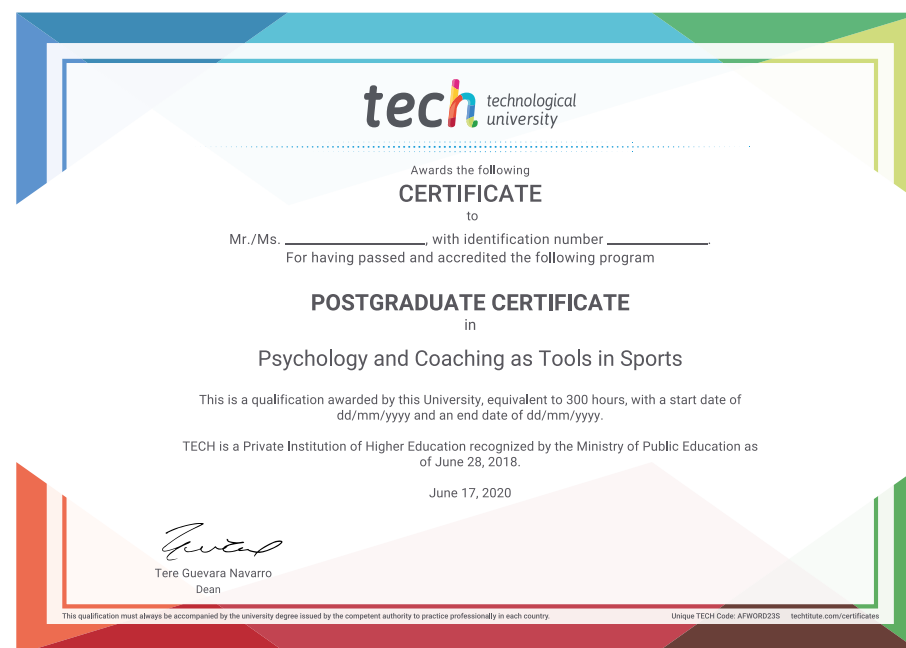 tech technological
university
Awards the following
CERTIFICATE
to
Mr./Ms. ____________________, with identification number ______________.
For having passed and accredited the following program
POSTGRADUATE CERTIFICATE
in
Psychology and Coaching as Tools in Sports
This is a qualification awarded by this University, equivalent to 300 hours, with a start date of
dd/mm/yyyy and an end date of dd/mm/yyyy.
TECH is a Private Institution of Higher Education recognized by the Ministry of Public Education as
of June 28, 2018.
June 17, 2020
Tere Guevara Navarro
Dean
This qualification must always be accompanied by the university degree issued by the competent authority to practice professionally in each country. Unique TECH Code: AFWORD23S techtitute.com/certificates